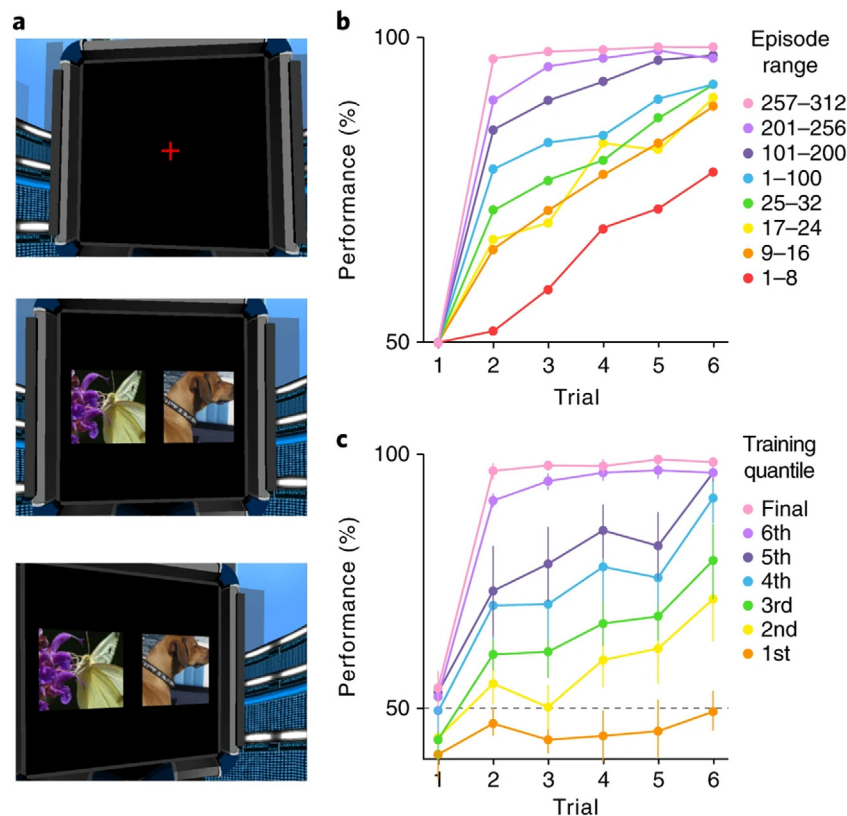 a
b
100
50
Performance (%)
1 2 3 4 5 6
Trial
Episode
range
257–312
201–256
101–200
1–100
25–32
17–24
9–16
1–8
c
100
50
Performance (%)
1 2 3 4 5 6
Trial
Training
quantile
Final
6th
5th
4th
3rd
2nd
1st